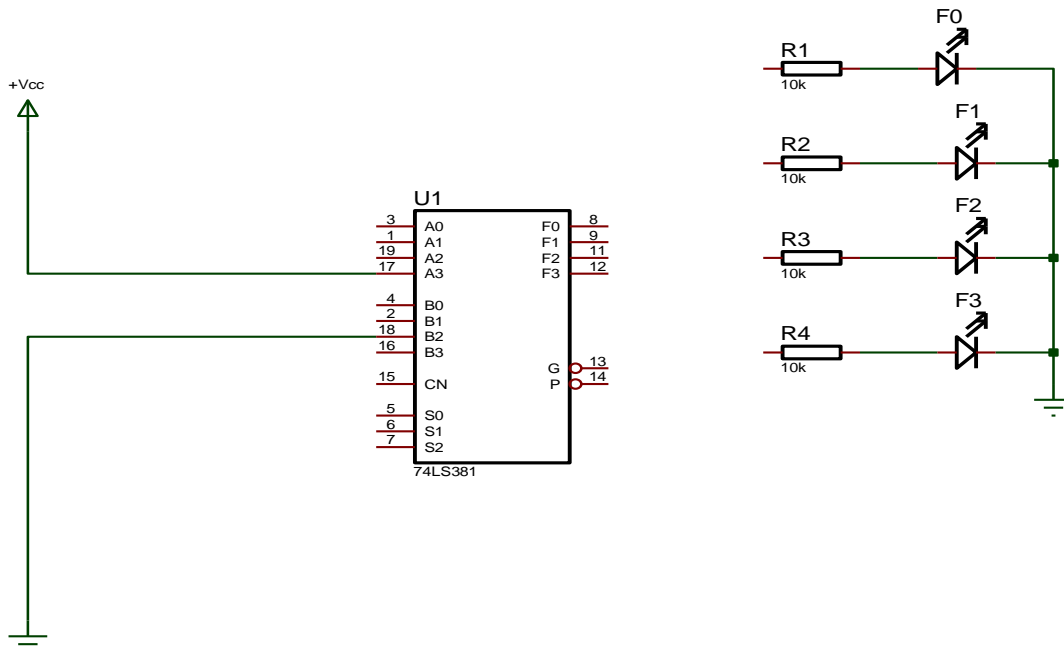 F0
R1
10k
+Vcc
F1
R2
10k
U1
F2
R3
10k
3 A0 F0 8
1 A1 F1 9
19 A2 F2 11
17 A3 F3 12
4 B0
2 B1
18 B2
16 B3
F3
R4
10k
G 13
15 CN P 14
5 S0
6 S1
7 S2
74LS381